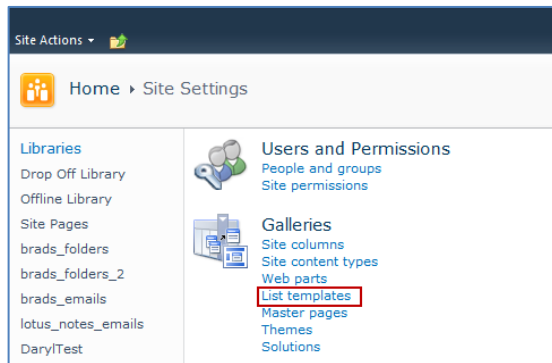 Site Actions
Home ▸ Site Settings
Libraries
Drop Off Library
Offline Library
Site Pages
brads_folders
brads_folders_2
brads_emails
lotus_notes_emails
DarylTest
Users and Permissions
People and groups
Site permissions
Galleries
Site columns
Site content types
Web parts
List templates
Master pages
Themes
Solutions